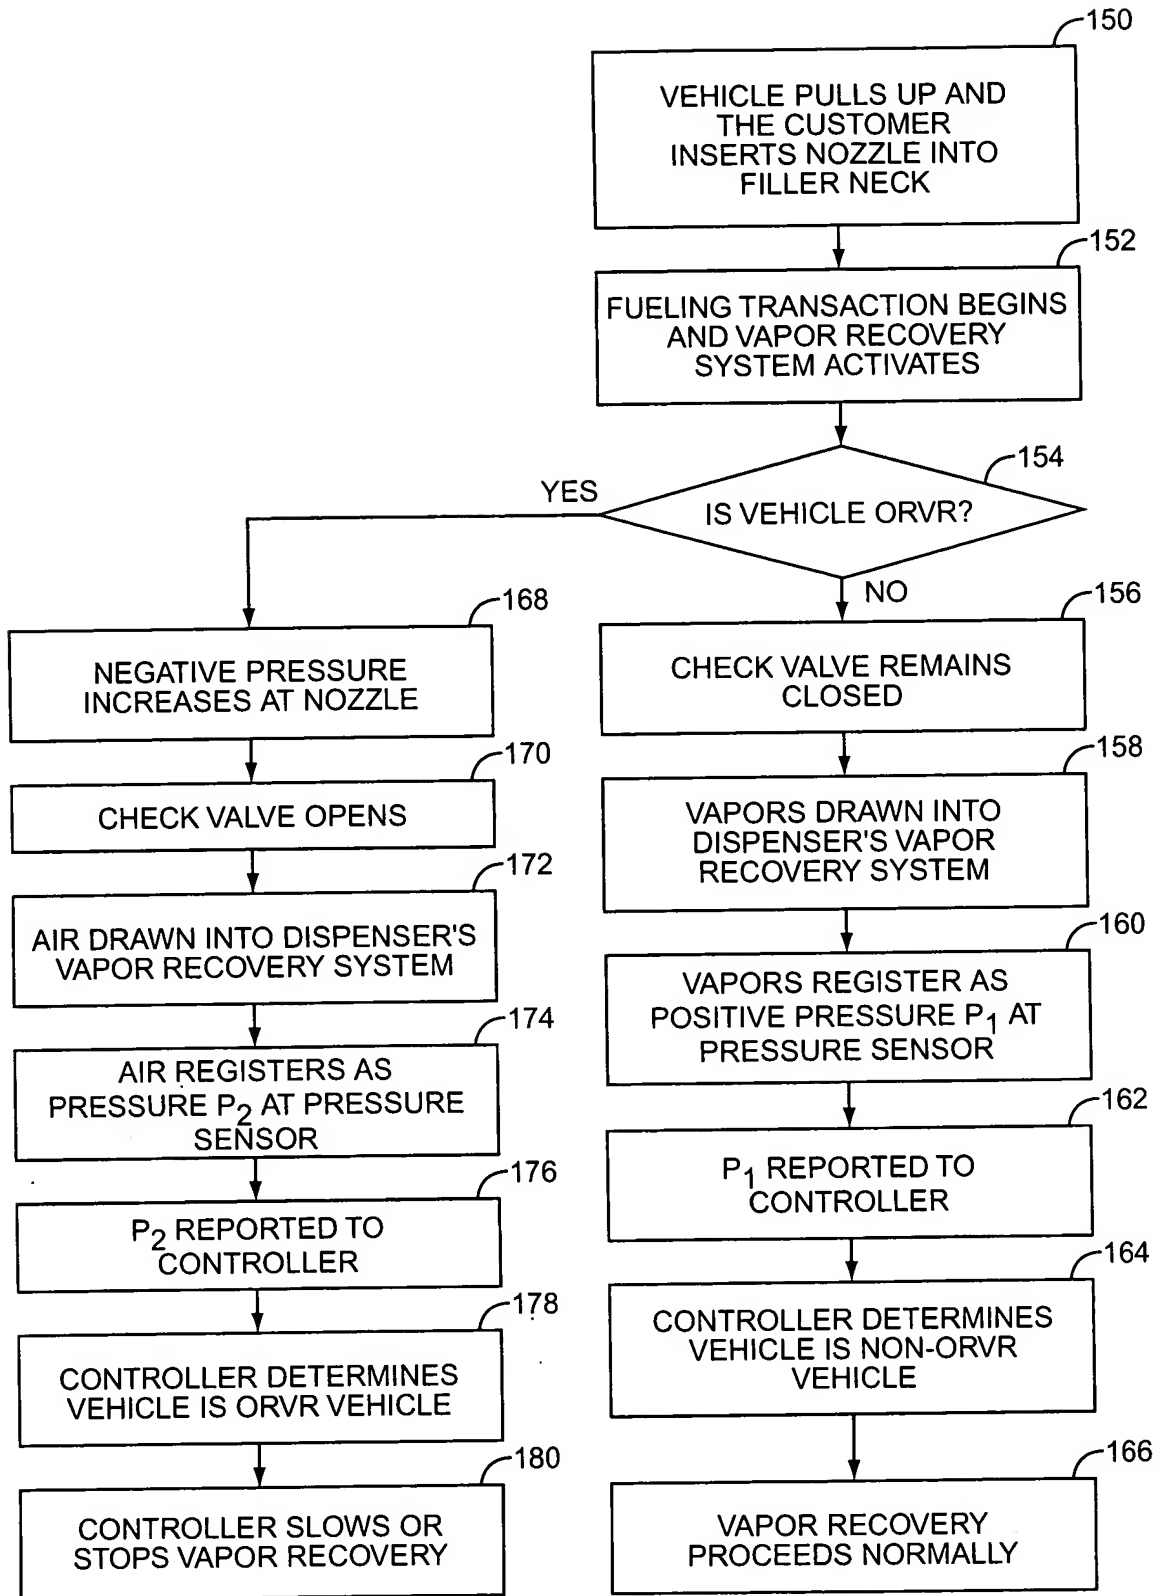 150
VEHICLE PULLS UP AND
THE CUSTOMER
INSERTS NOZZLE INTO
FILLER NECK
152
FUELING TRANSACTION BEGINS
AND VAPOR RECOVERY
SYSTEM ACTIVATES
154
IS VEHICLE ORVR?
YES
NO
168
NEGATIVE PRESSURE
INCREASES AT NOZZLE
170
CHECK VALVE OPENS
172
AIR DRAWN INTO DISPENSER'S
VAPOR RECOVERY SYSTEM
174
AIR REGISTERS AS
PRESSURE P2 AT PRESSURE
SENSOR
176
P2 REPORTED TO
CONTROLLER
178
CONTROLLER DETERMINES
VEHICLE IS ORVR VEHICLE
180
CONTROLLER SLOWS OR
STOPS VAPOR RECOVERY
156
CHECK VALVE REMAINS
CLOSED
158
VAPORS DRAWN INTO
DISPENSER'S VAPOR
RECOVERY SYSTEM
160
VAPORS REGISTER AS
POSITIVE PRESSURE P1 AT
PRESSURE SENSOR
162
P1 REPORTED TO
CONTROLLER
164
CONTROLLER DETERMINES
VEHICLE IS NON-ORVR
VEHICLE
166
VAPOR RECOVERY
PROCEEDS NORMALLY